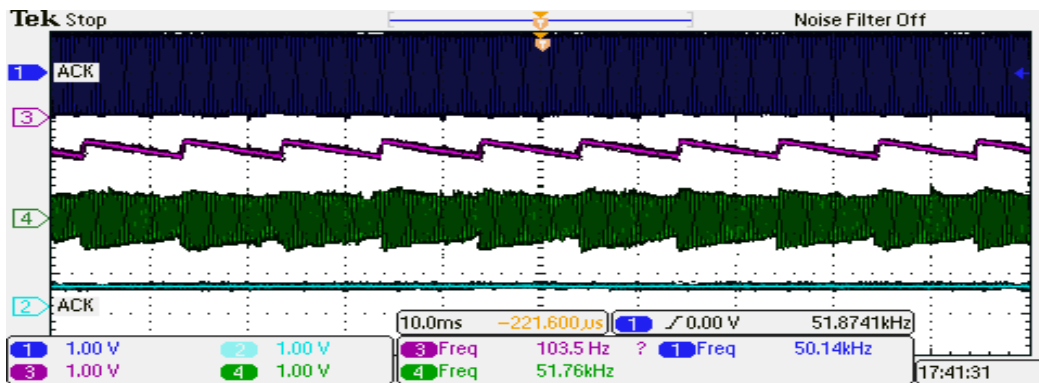 Tek Stop Noise Filter Off
1 ACK
3
4
2 ACK
10.0ms -221.600µs 1 / 0.00 V 51.8741kHz
1 1.00 V 2 1.00 V 3 Freq 103.5 Hz ? 1 Freq 50.14kHz
3 1.00 V 4 1.00 V 4 Freq 51.76kHz 17:41:31